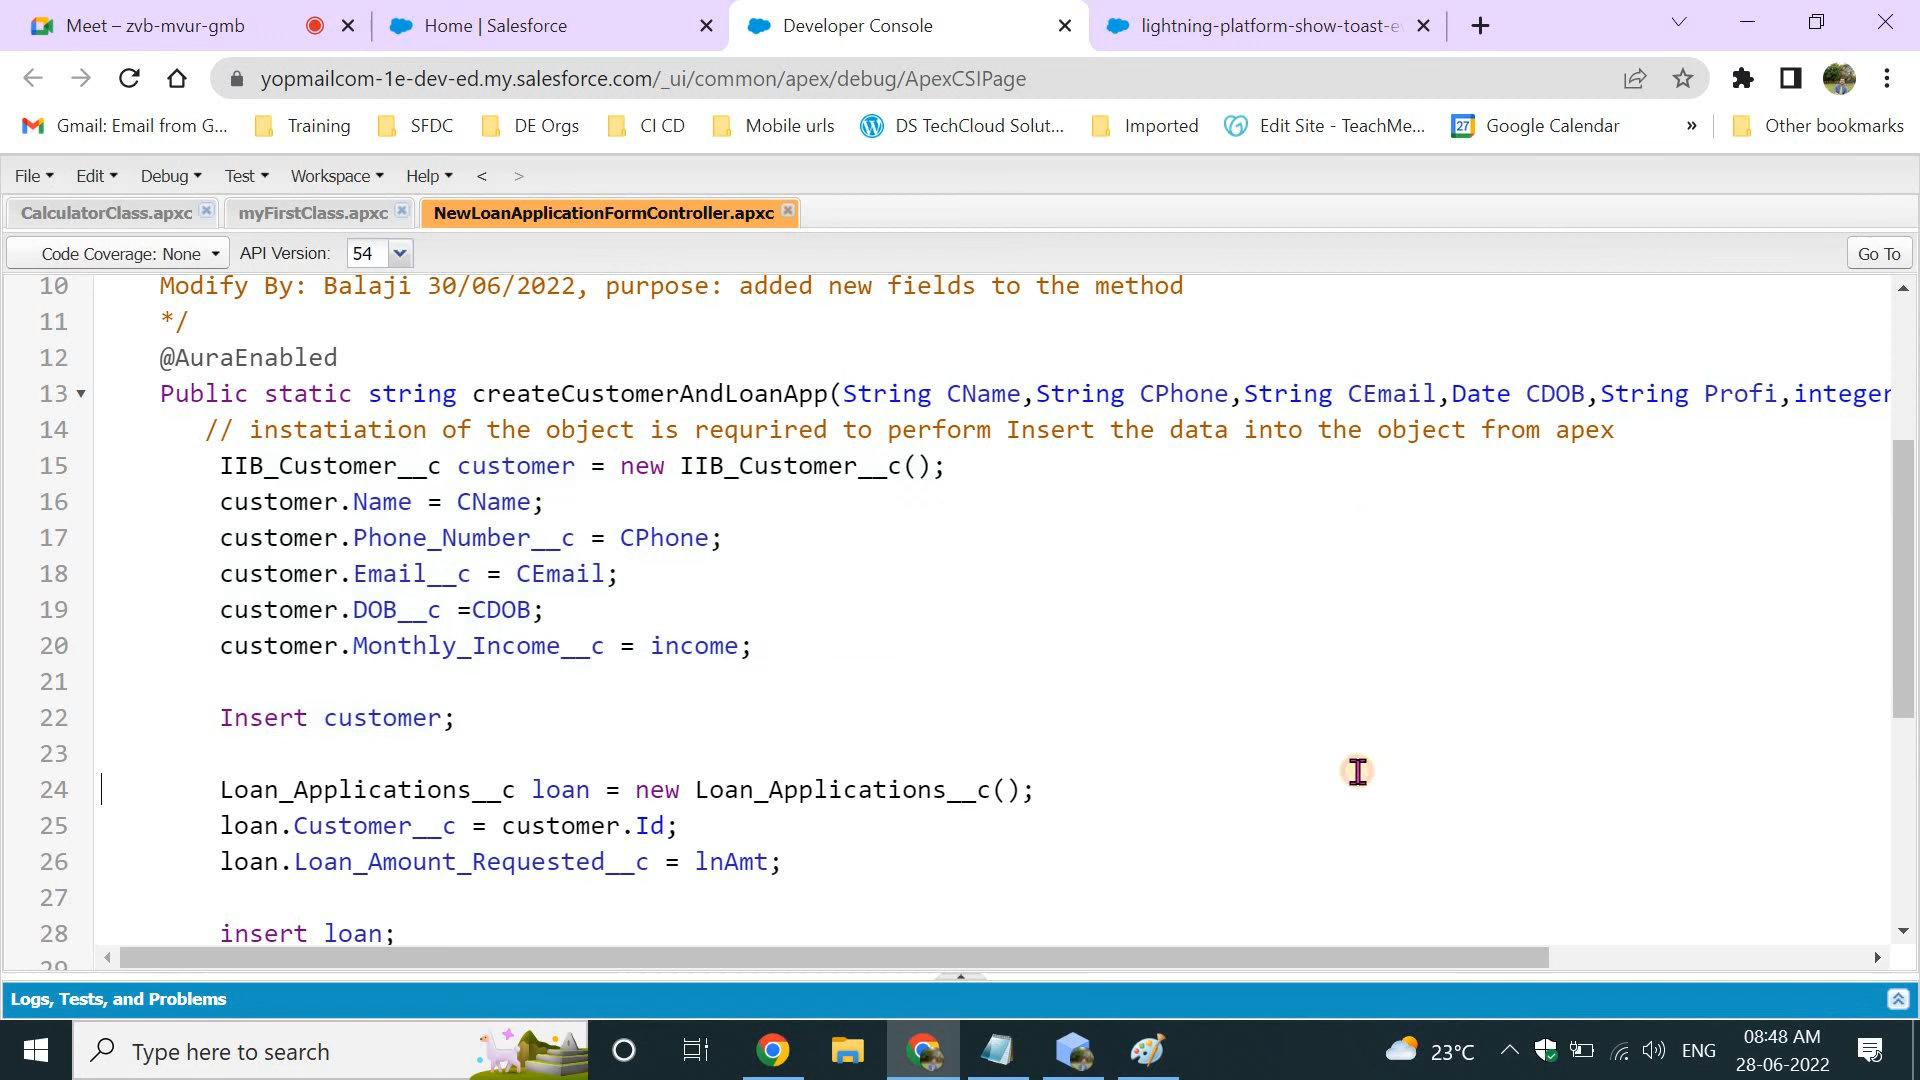 Meet – zvb-mvur-gmb
Home | Salesforce
Developer Console
lightning-platform-show-toast-ev
yopmailcom-1e-dev-ed.my.salesforce.com/_ui/common/apex/debug/ApexCSIPage
Gmail: Email from G...
Training
SFDC
DE Orgs
CI CD
Mobile urls
DS TechCloud Solut...
Imported
Edit Site - TeachMe...
27
Google Calendar
»
Other bookmarks
File Edit Debug Test Workspace Help < >
CalculatorClass.apxc
myFirstClass.apxc
NewLoanApplicationFormController.apxc
Code Coverage: None API Version: 54 Go To
10 Modify By: Balaji 30/06/2022, purpose: added new fields to the method
11 */
12 @AuraEnabled
13 Public static string createCustomerAndLoanApp(String CName,String CPhone,String CEmail,Date CDOB,String Profi,integer
14 // instatiation of the object is requrired to perform Insert the data into the object from apex
15 IIB_Customer__c customer = new IIB_Customer__c();
16 customer.Name = CName;
17 customer.Phone_Number__c = CPhone;
18 customer.Email__c = CEmail;
19 customer.DOB__c =CDOB;
20 customer.Monthly_Income__c = income;
21
22 Insert customer;
23
24 Loan_Applications__c loan = new Loan_Applications__c();
25 loan.Customer__c = customer.Id;
26 loan.Loan_Amount_Requested__c = lnAmt;
27
28 insert loan;
29
Logs, Tests, and Problems
Type here to search
23°C
ENG
08:48 AM
28-06-2022